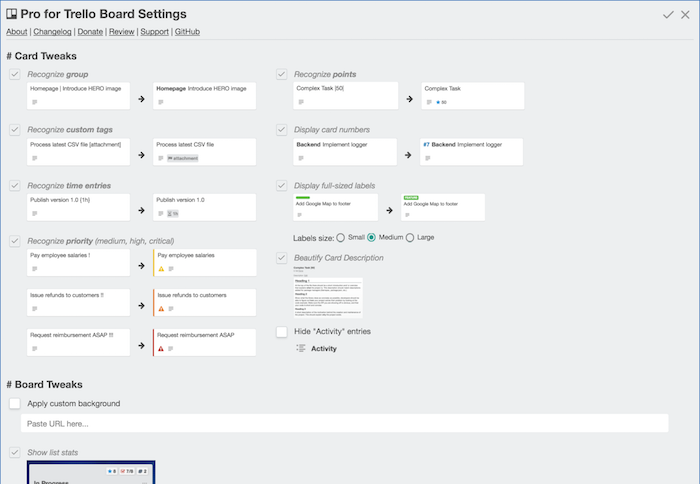 Pro for Trello Board Settings
About | Changelog | Donate | Review | Support | GitHub
# Card Tweaks
Recognize group
Homepage | Introduce HERO image
Homepage Introduce HERO image
Recognize custom tags
Process latest CSV file [attachment]
Process latest CSV file
attachment
Recognize time entries
Publish version 1.0 [1h]
Publish version 1.0
1h
Recognize priority (medium, high, critical)
Pay employee salaries !
Pay employee salaries
Issue refunds to customers !!
Issue refunds to customers
Request reimbursement ASAP !!!
Request reimbursement ASAP
Recognize points
Complex Task |50|
Complex Task
50
Display card numbers
Backend Implement logger
#7 Backend Implement logger
Display full-sized labels
Add Google Map to footer
Add Google Map to footer
Labels size: Small Medium Large
Beautify Card Description
Heading 1
Hide "Activity" entries
Activity
# Board Tweaks
Apply custom background
Paste URL here...
Show list stats
5 7/8 2
In Progress